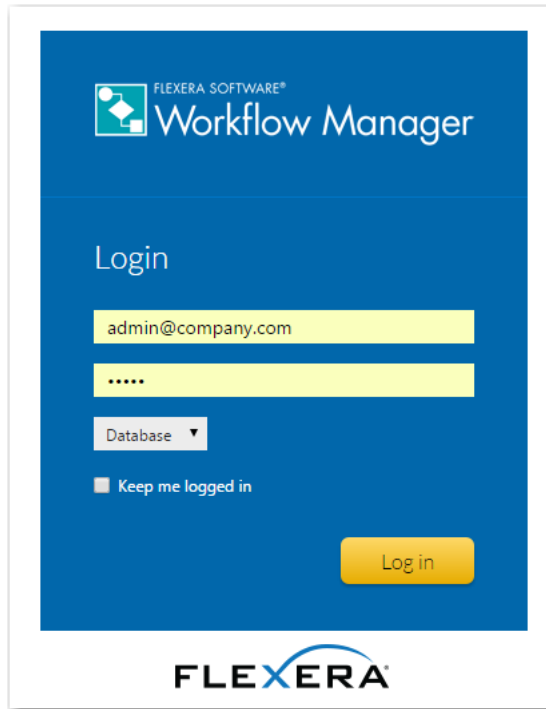 FLEXERA SOFTWARE®
Workflow Manager
Login
admin@company.com
•••••
Database ▼
Keep me logged in
Log in
FLEXERA